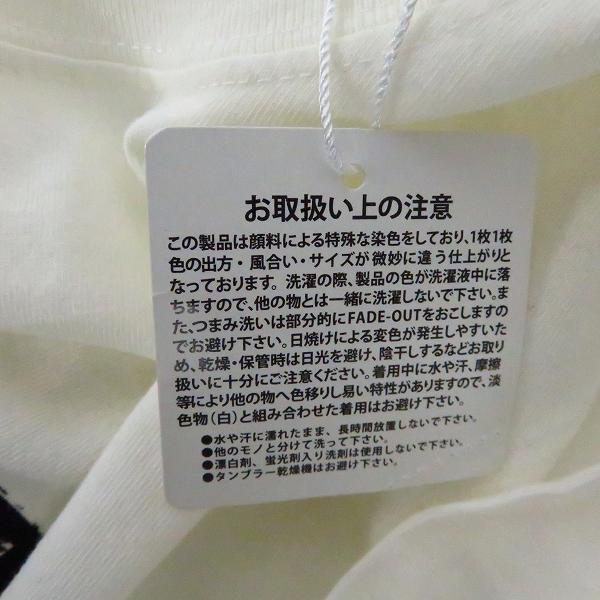 お取扱い上の注意
この製品は顔料による特殊な染色をしており、1枚1枚
色の出方・風合い・サイズが微妙に違う仕上がりと
なっております。洗濯の際、製品の色が洗濯液中に落
ちますので、他の物とは一緒に洗濯しないで下さい。ま
た、つまみ洗いは部分的にFADE-OUTをおこしますの
でお避け下さい。日焼けによる変色が発生しやすいた
め、乾燥・保管時は日光を避け、陰干しするなどお取り
扱いに十分にご注意ください。着用中に水や汗、摩擦
等により他の物へ色移りし易い特性がありますので、淡
色物（白）と組み合わせた着用はお避け下さい。
●水や汗に濡れたまま、長時間放置しないで下さい。
●他のモノと分けて洗って下さい。
●漂白剤、蛍光剤入り洗剤は使用しないで下さい。
●タンブラー乾燥機はお避け下さい。